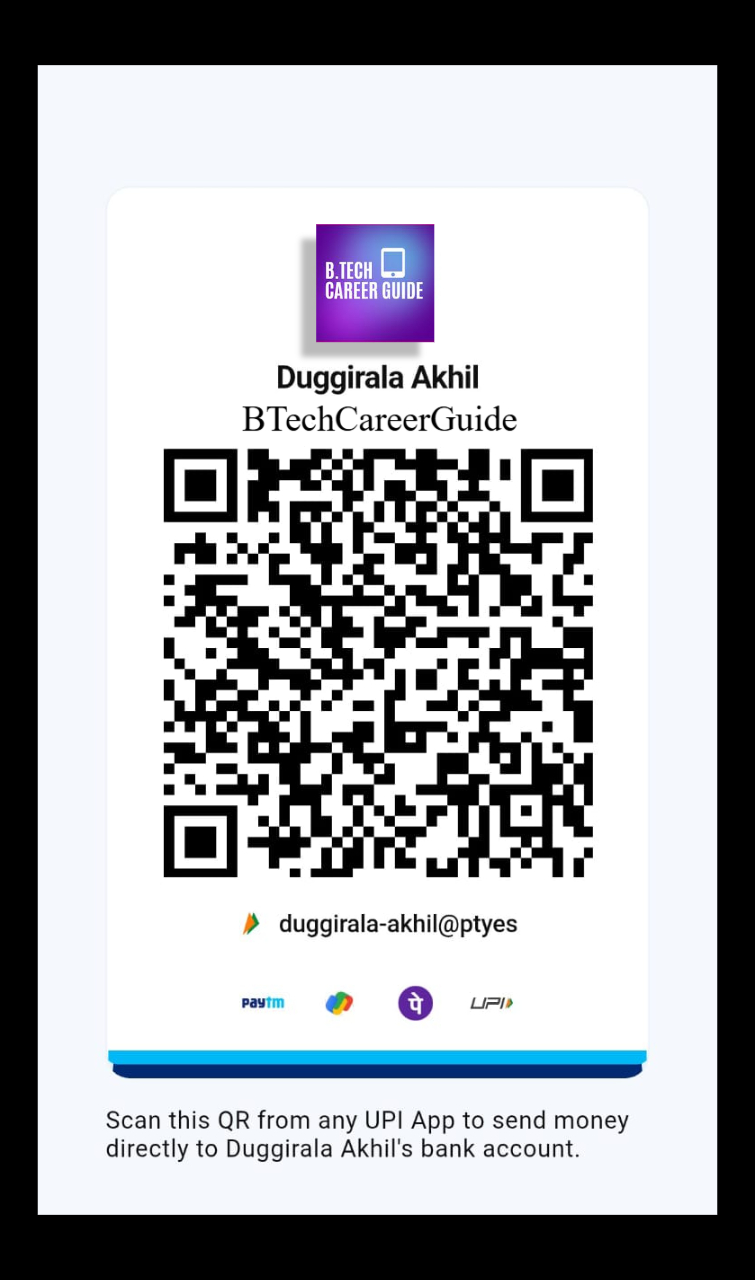 B.TECH
CAREER GUIDE
Duggirala Akhil
BTechCareerGuide
duggirala-akhil@ptyes
paytm पे UPI
Scan this QR from any UPI App to send money
directly to Duggirala Akhil's bank account.